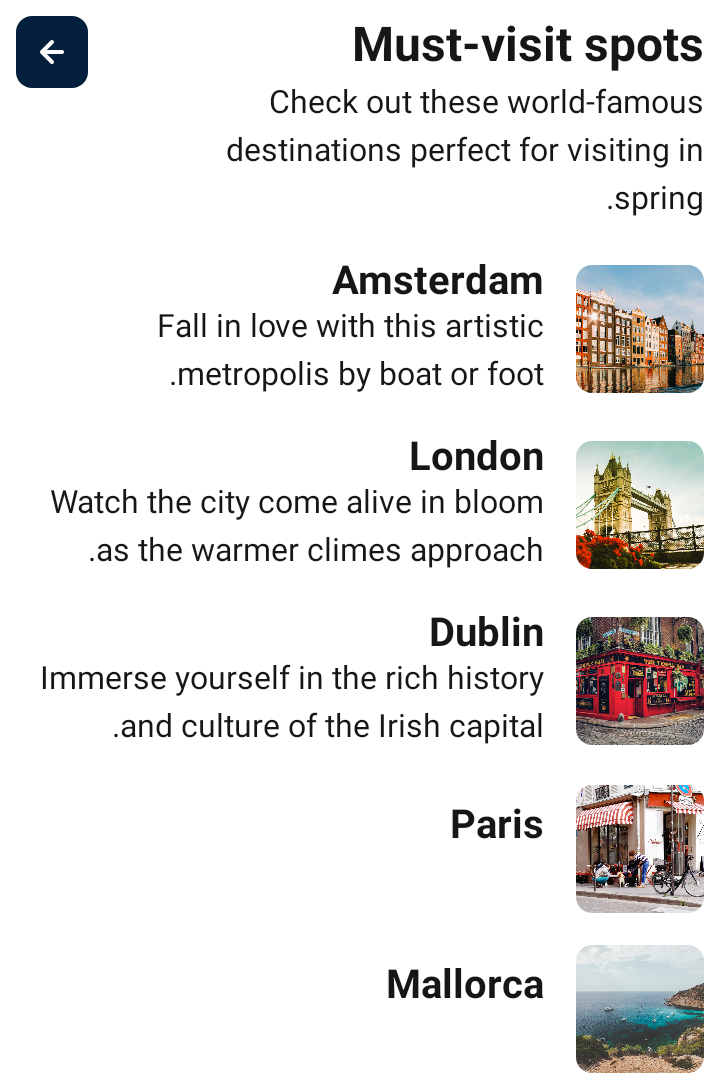 Must-visit spots
Check out these world-famous
destinations perfect for visiting in
.spring
Amsterdam
Fall in love with this artistic
.metropolis by boat or foot
London
Watch the city come alive in bloom
.as the warmer climes approach
Dublin
Immerse yourself in the rich history
.and culture of the Irish capital
Paris
Mallorca